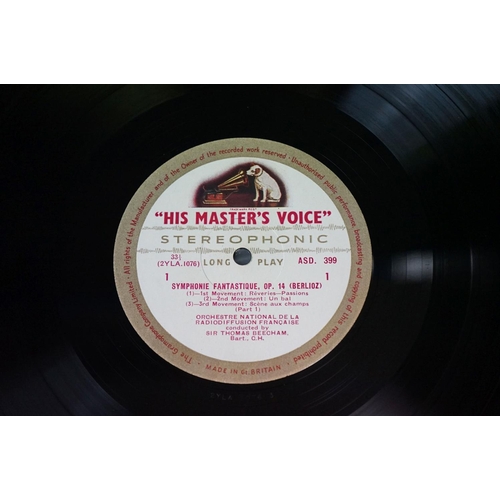 - All rights of the Manufacturer and of the Owner of the recorded work reserved - Unauthorised public performance, broadcasting and copying of this record prohibited
"HIS MASTER'S VOICE"
STEREOPHONIC
33⅓ LONG PLAY ASD. 399
(2YLA.1076)
1 1
SYMPHONIE FANTASTIQUE, OP. 14 (BERLIOZ)
(1)—1st Movement: Rêveries—Passions
(2)—2nd Movement: Un bal
(3)—3rd Movement: Scène aux champs
(Part 1)
ORCHESTRE NATIONAL DE LA
RADIODIFFUSION FRANÇAISE
conducted by
SIR THOMAS BEECHAM,
Bart., C.H.
The Gramophone Company Limited
MADE IN Gt. BRITAIN